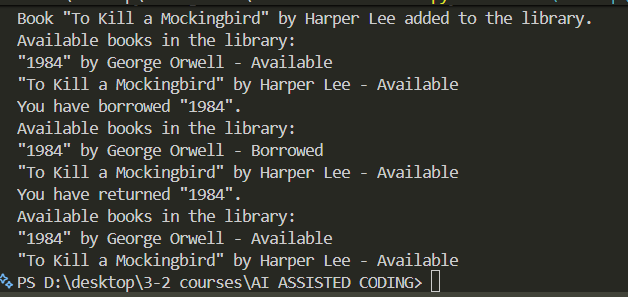 Book "To Kill a Mockingbird" by Harper Lee added to the library.
Available books in the library:
"1984" by George Orwell - Available
"To Kill a Mockingbird" by Harper Lee - Available
You have borrowed "1984".
Available books in the library:
"1984" by George Orwell - Borrowed
"To Kill a Mockingbird" by Harper Lee - Available
You have returned "1984".
Available books in the library:
"1984" by George Orwell - Available
"To Kill a Mockingbird" by Harper Lee - Available
PS D:\desktop\3-2 courses\AI ASSISTED CODING>